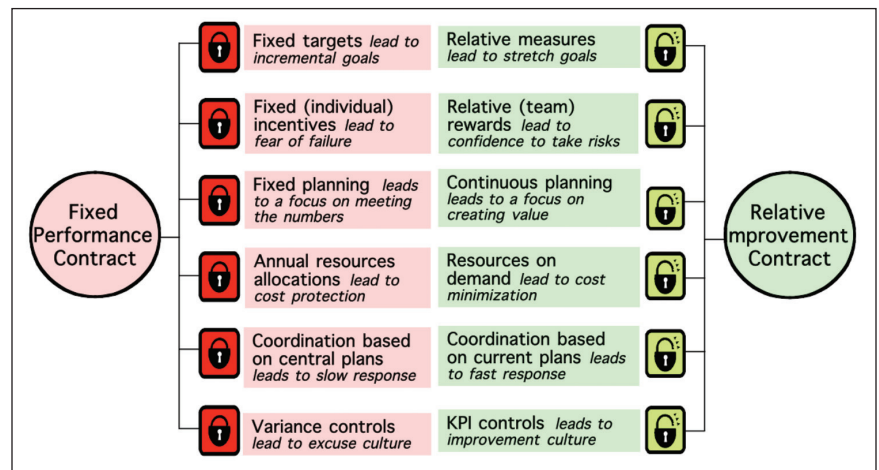 Fixed
Performance
Contract
Fixed targets lead to
incremental goals
Fixed (individual)
incentives lead to
fear of failure
Fixed planning leads
to a focus on meeting
the numbers
Annual resources
allocations lead to
cost protection
Coordination based
on central plans
leads to slow response
Variance controls
lead to excuse culture
Relative measures
lead to stretch goals
Relative (team)
rewards lead to
confidence to take risks
Continuous planning
leads to a focus on
creating value
Resources on
demand lead to cost
minimization
Coordination based
on current plans leads
to fast response
KPI controls leads to
improvement culture
Relative
mprovement
Contract